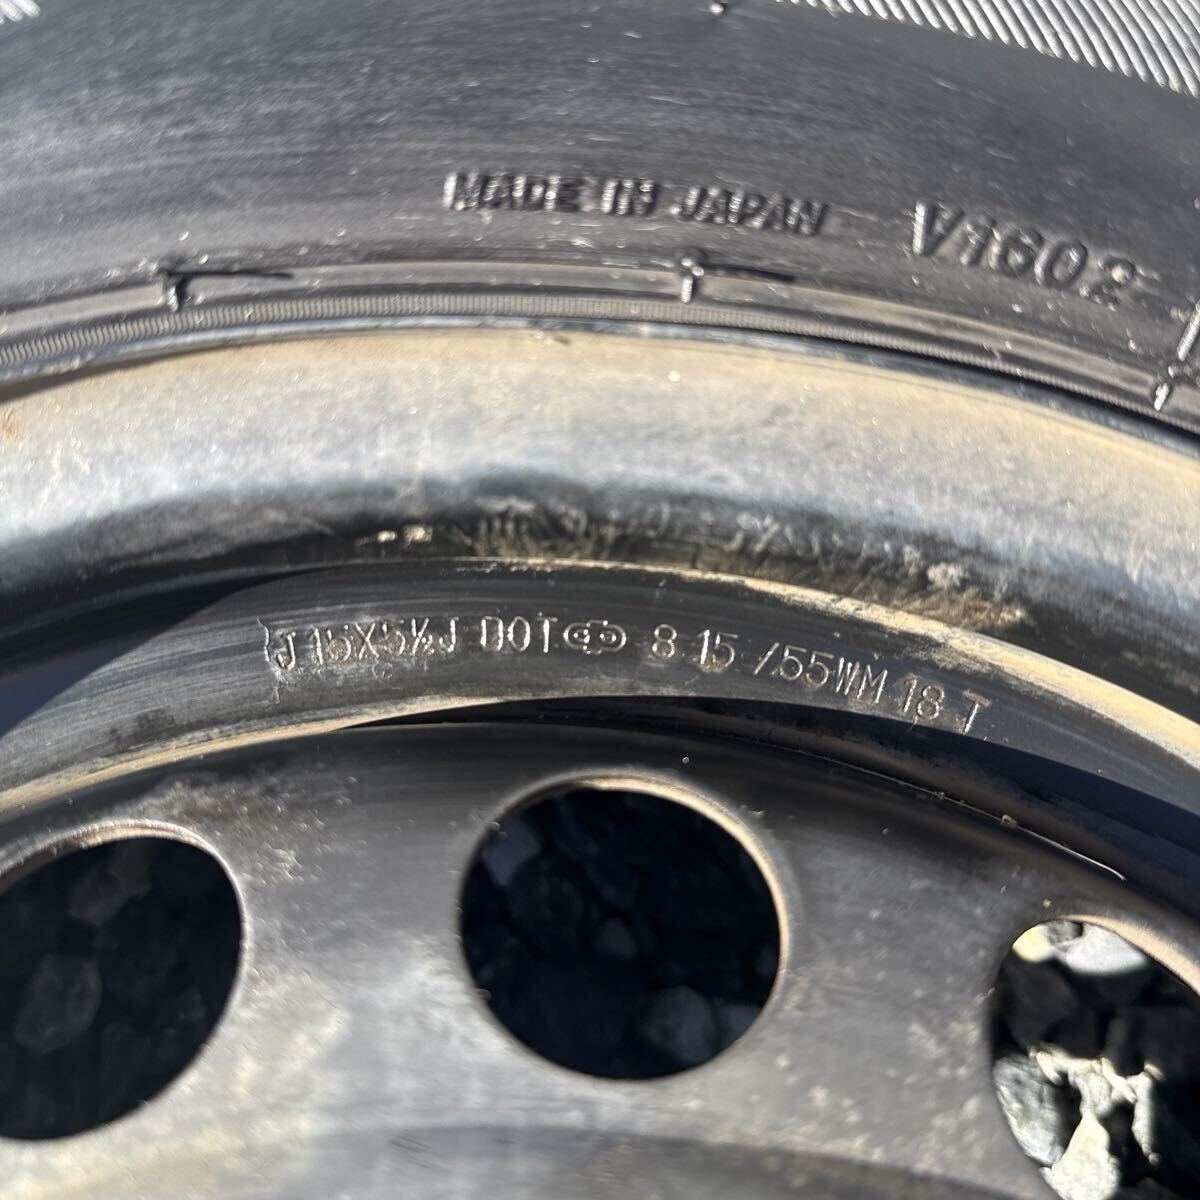 MADE IN JAPAN V1602
J 15X5½J DOT 8 15 /55WM 18 T